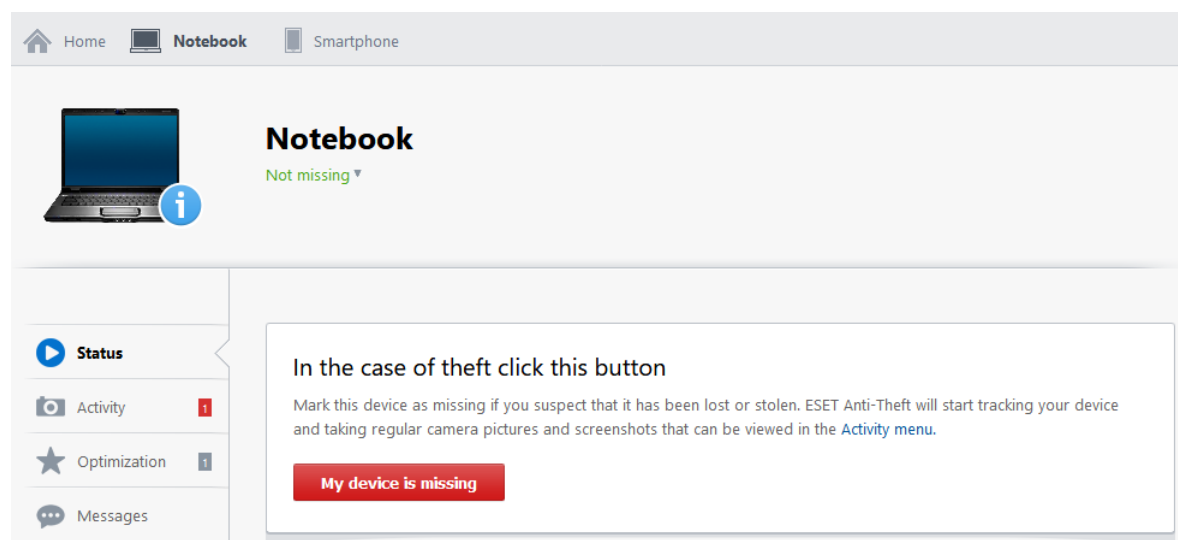 Home Notebook Smartphone
Notebook
Not missing
Status
Activity 1
Optimization 1
Messages
In the case of theft click this button
Mark this device as missing if you suspect that it has been lost or stolen. ESET Anti-Theft will start tracking your device
and taking regular camera pictures and screenshots that can be viewed in the Activity menu.
My device is missing